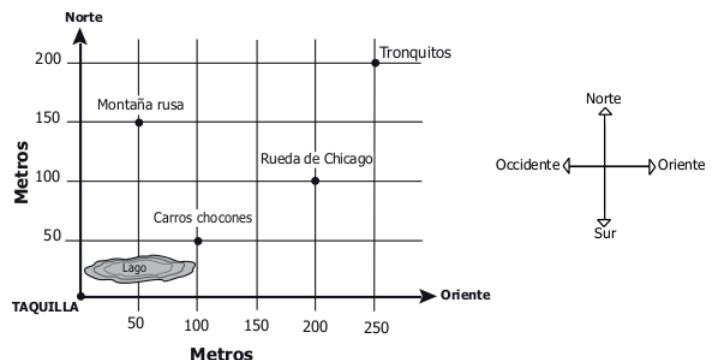 Norte
200
Tronquitos
Montaña rusa
150
Rueda de Chicago
100
Carros chocones
50
Lago
TAQUILLA
Oriente
50 100 150 200 250
Metros
Metros
Norte
Occidente Oriente
Sur